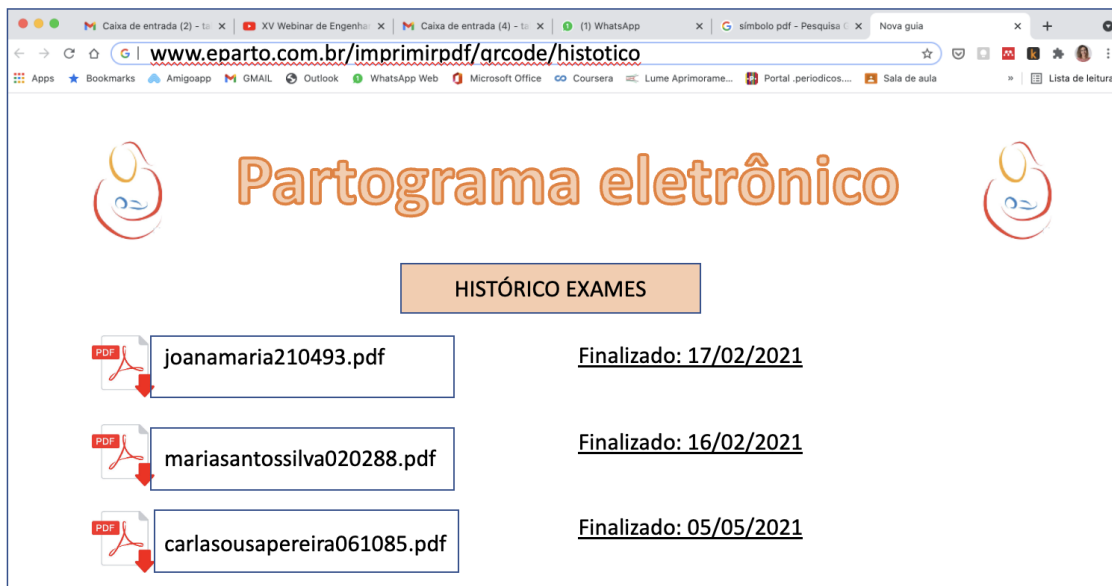 Caixa de entrada (2) - ta
XV Webinar de Engenha
Caixa de entrada (4) - ta
(1) WhatsApp
símbolo pdf - Pesquisa G
Nova guia
www.eparto.com.br/imprimirpdf/qrcode/histotico
Apps Bookmarks Amigoapp GMAIL Outlook WhatsApp Web Microsoft Office Coursera Lume Aprimorame... Portal .periodicos.... Sala de aula » Lista de leitura
Partograma eletrônico
HISTÓRICO EXAMES
PDF joanamaria210493.pdf Finalizado: 17/02/2021
PDF mariasantossilva020288.pdf Finalizado: 16/02/2021
PDF carlasousapereira061085.pdf Finalizado: 05/05/2021